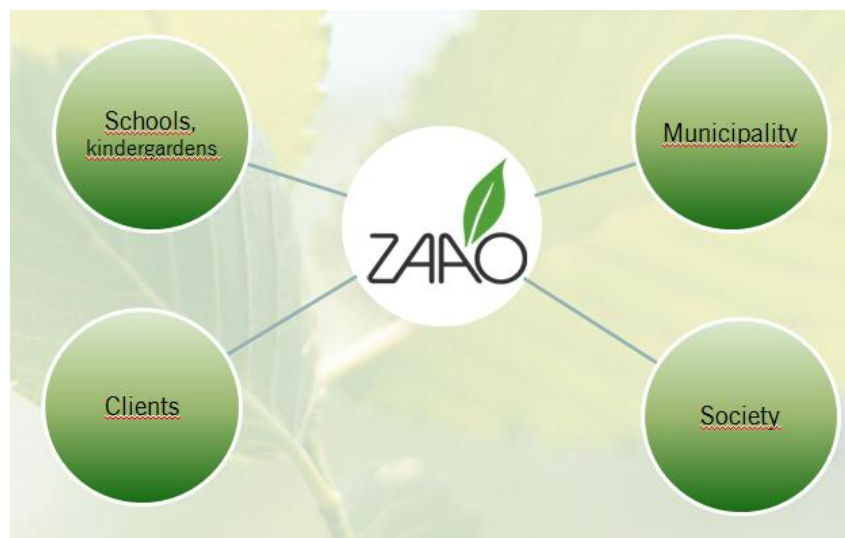 Schools,
kindergardens
Municipality
ZAAO
Clients
Society